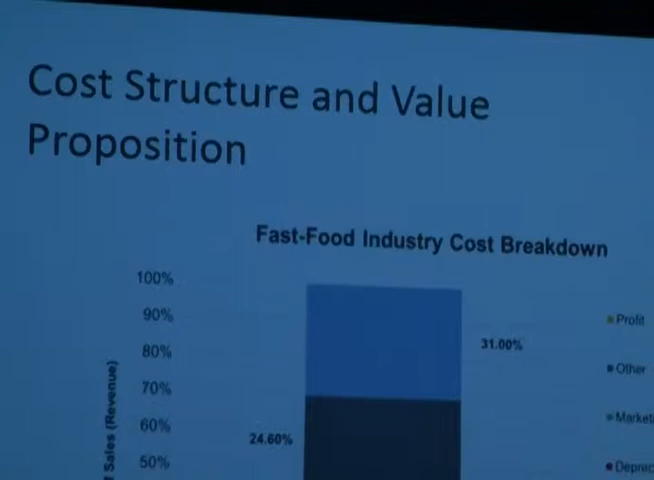 Cost Structure and Value
Proposition
Fast-Food Industry Cost Breakdown
100%
90%
80%
70%
60%
50%
Sales (Revenue)
31.00%
24.60%
Profit
Other